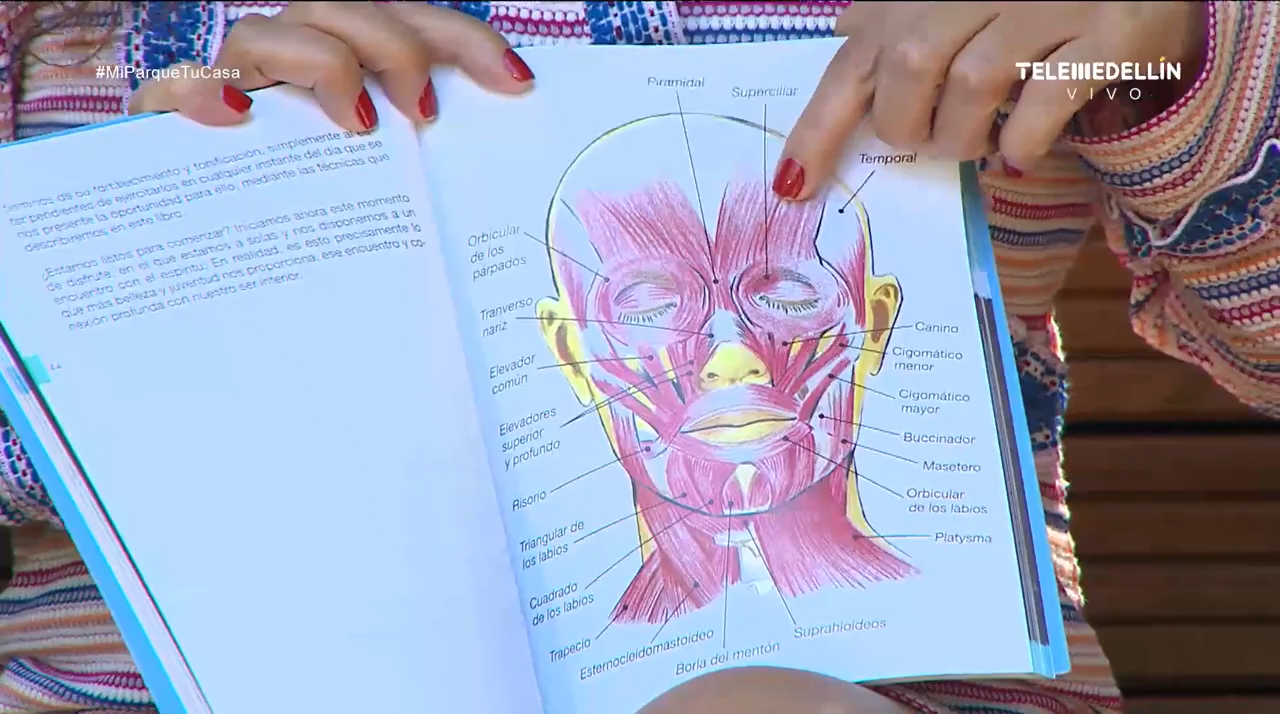 #MiParqueTuCasa
TELEMEDELLÍN
VIVO
términos de su fortalecimiento y tonificación, simplemente al
tar pendientes de ejercitarlos en cualquier instante del día que se
nos presente la oportunidad para ello, mediante las técnicas que
describiremos en este libro.
¿Estamos listos para comenzar? Iniciamos ahora este momento
de disfrute, en el que estamos a solas y nos disponemos a un
encuentro con el espíritu. En realidad, es esto precisamente lo
que más belleza y juventud nos proporciona, ese encuentro y co-
nexión profunda con nuestro ser interior.
44
Piramidal
Superciliar
Temporal
Orbicular
de los
párpados
Tranverso
nariz
Elevador
común
Elevadores
superior
y profundo
Risorio
Triangular de
los labios
Cuadrado
de los labios
Trapecio
Esternocleidomastoideo
Borla del mentón
Suprahioideos
Canino
Cigomático
menor
Cigomático
mayor
Buccinador
Masetero
Orbicular
de los labios
Platysma